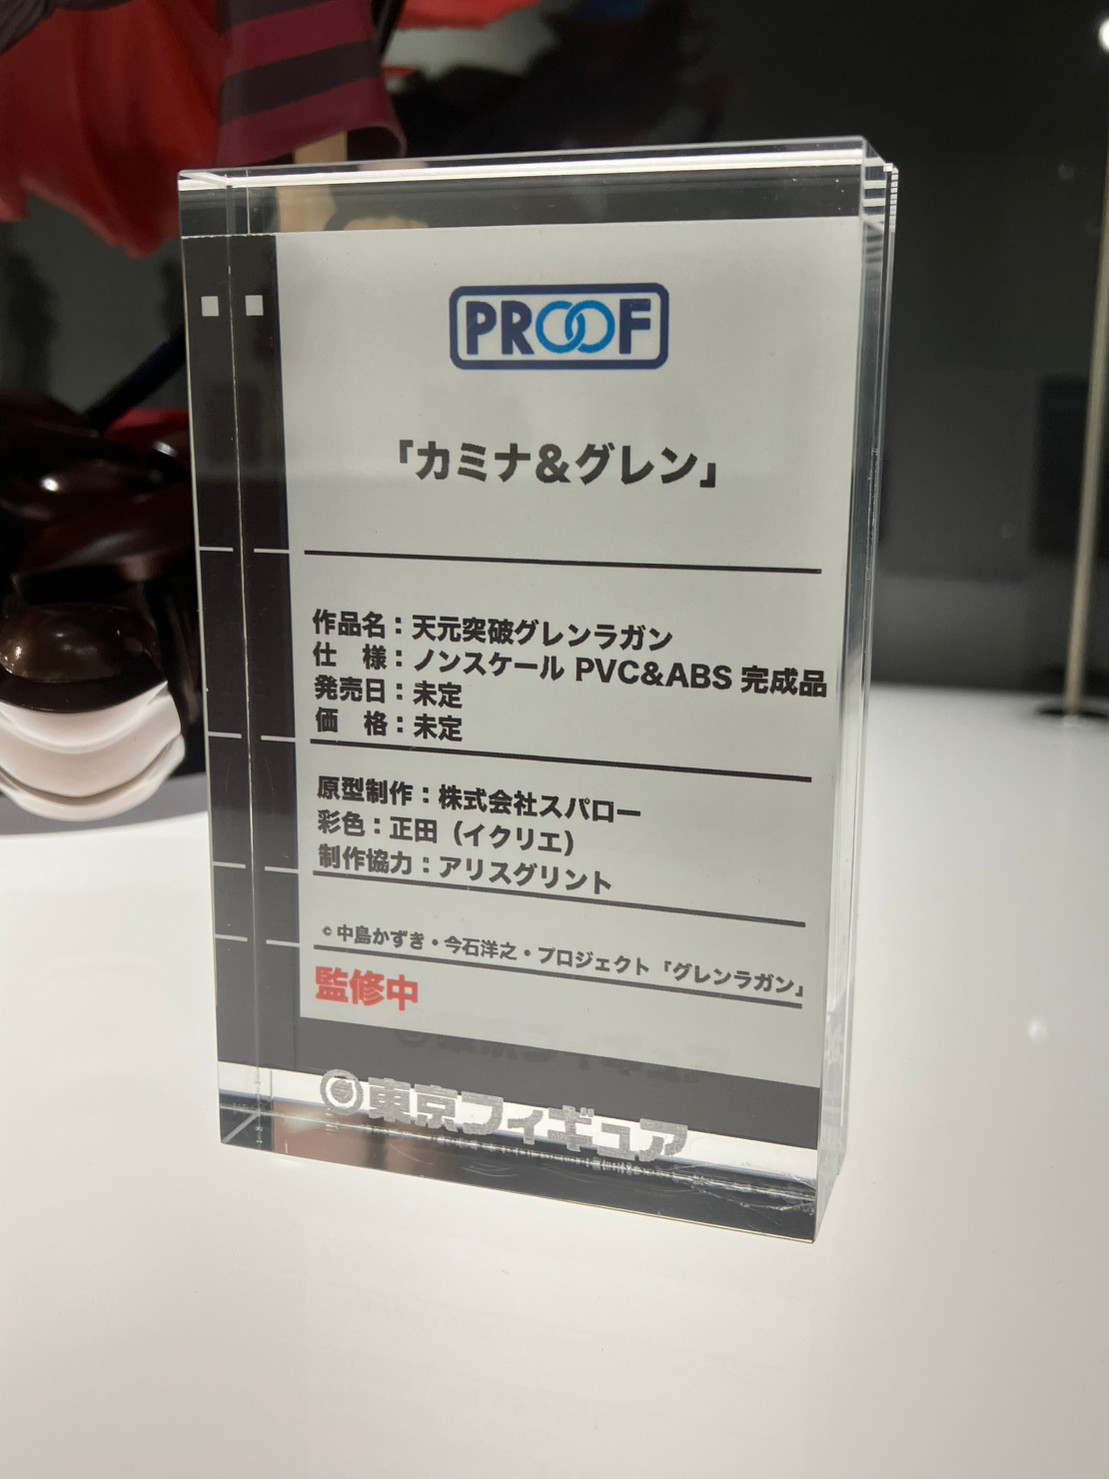 PROOF
「カミナ&グレン」
作品名：天元突破グレンラガン
仕　様：ノンスケール PVC&ABS 完成品
発売日：未定
価　格：未定
原型制作：株式会社スパロー
彩色：正田（イクリエ）
制作協力：アリスグリント
© 中島かずき・今石洋之・プロジェクト「グレンラガン」
監修中
東京フィギュア